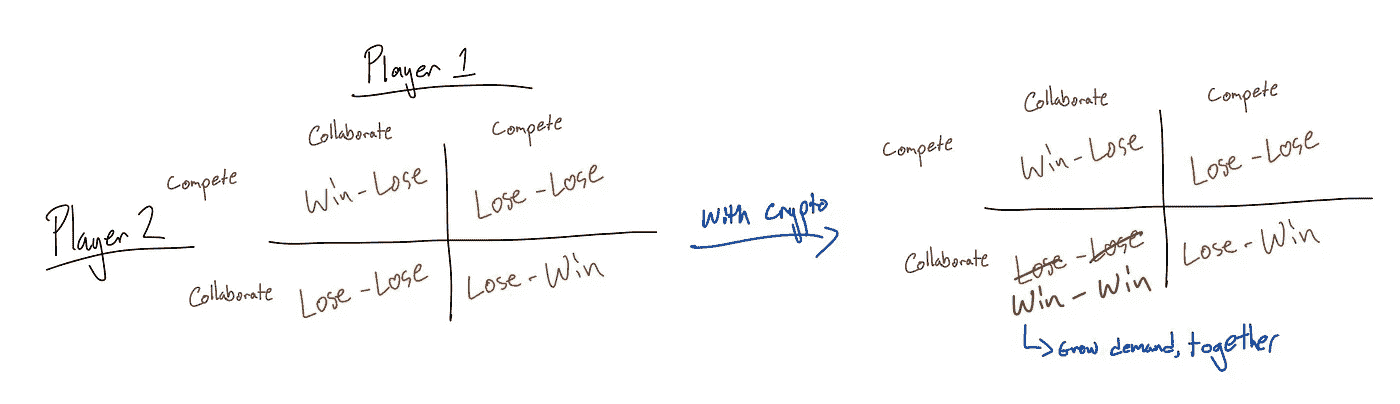 Player 1
Collaborate Compete
Compete Win-Lose Lose-Lose
Player 2
Collaborate Lose-Lose Lose-Win
With Crypto
Collaborate Compete
Compete Win-Lose Lose-Lose
Collaborate Lose-Lose Lose-Win
Win-Win
Grow demand, together